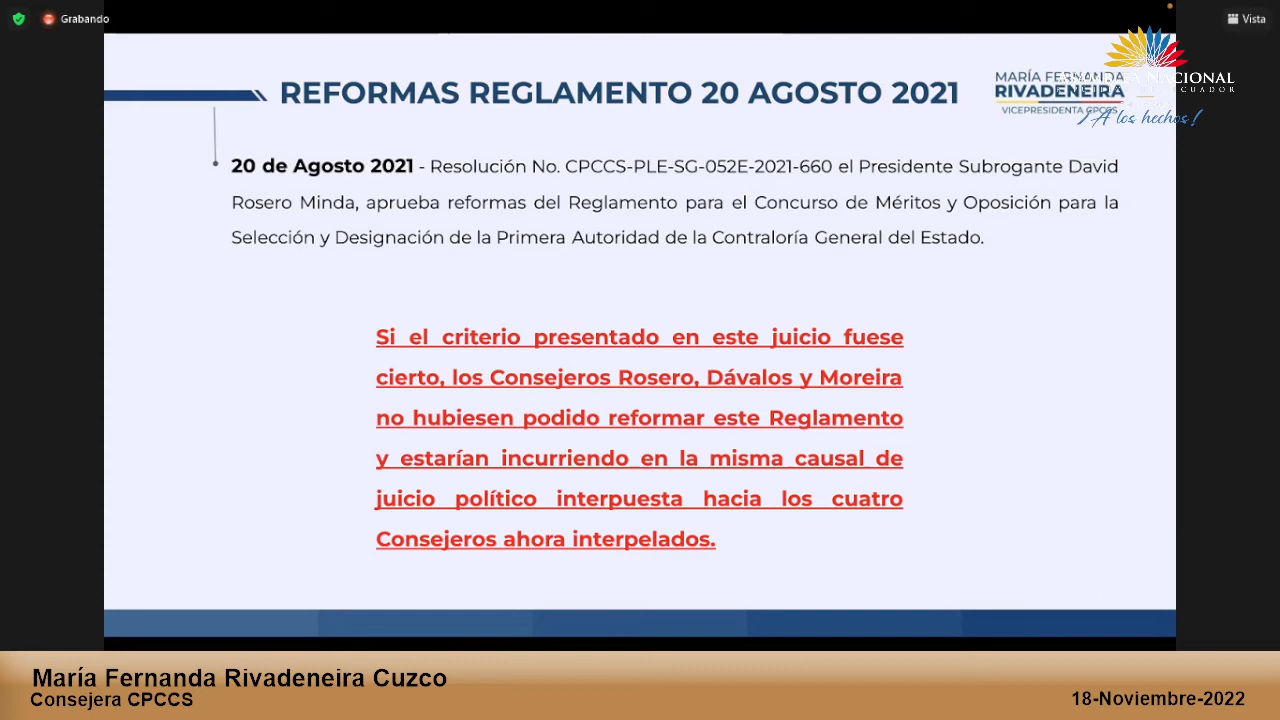 Grabando
Vista
REFORMAS REGLAMENTO 20 AGOSTO 2021
MARÍA FERNANDA
RIVADENEIRA
VICEPRESIDENTA CPCCS
NACIONAL
ECUADOR
¡A los hechos!
20 de Agosto 2021 - Resolución No. CPCCS-PLE-SG-052E-2021-660 el Presidente Subrogante David
Rosero Minda, aprueba reformas del Reglamento para el Concurso de Méritos y Oposición para la
Selección y Designación de la Primera Autoridad de la Contraloría General del Estado.
Si el criterio presentado en este juicio fuese
cierto, los Consejeros Rosero, Dávalos y Moreira
no hubiesen podido reformar este Reglamento
y estarían incurriendo en la misma causal de
juicio político interpuesta hacia los cuatro
Consejeros ahora interpelados.
María Fernanda Rivadeneira Cuzco
Consejera CPCCS
18-Noviembre-2022